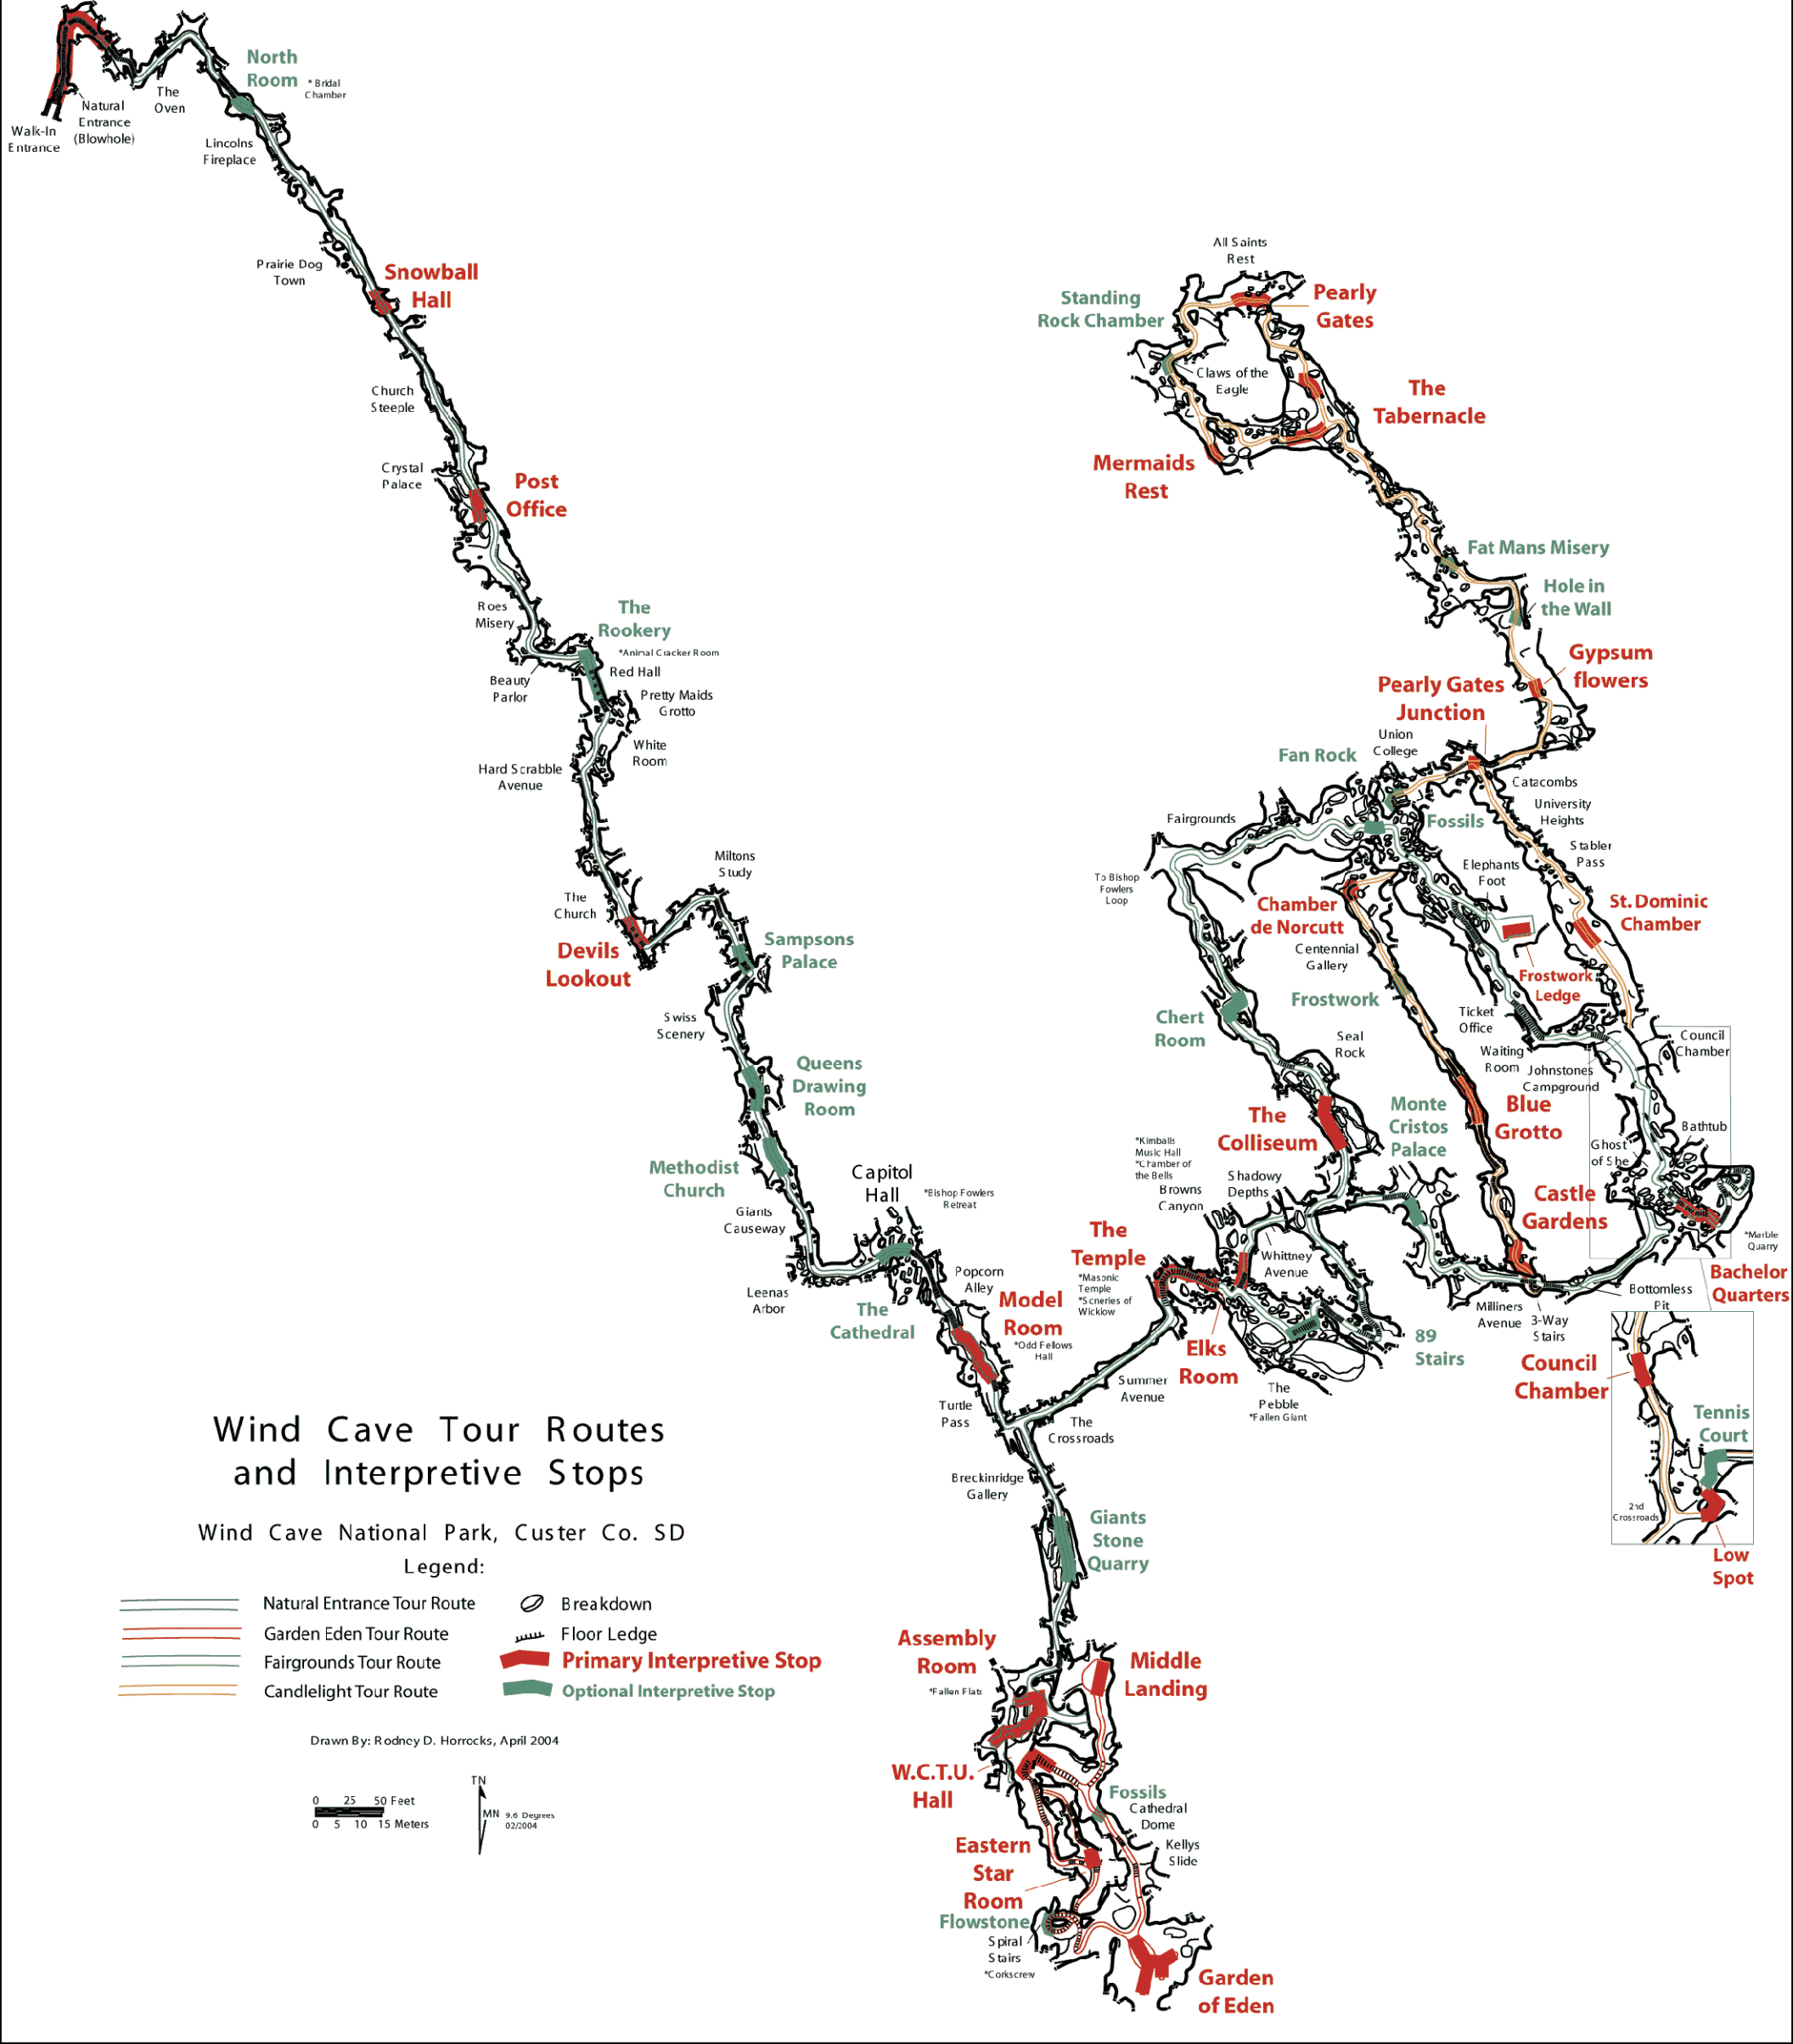 North
Room
* Bridal
Chamber
Natural
Entrance
(Blowhole)
The
Oven
Walk-In
Entrance
Lincolns
Fireplace
Prairie Dog
Town
Snowball
Hall
Church
Steeple
Crystal
Palace
Post
Office
Roes
Misery
The
Rookery
*Animal Cracker Room
Red Hall
Beauty
Parlor
Pretty Maids
Grotto
White
Room
Hard Scrabble
Avenue
Miltons
Study
The
Church
Devils
Lookout
Sampsons
Palace
Swiss
Scenery
Queens
Drawing
Room
Methodist
Church
Giants
Causeway
Capitol
Hall
*Bishop Fowlers
Retreat
Leenas
Arbor
The
Cathedral
Popcorn
Alley
Model
Room
*Odd Fellows
Hall
Turtle
Pass
The
Crossroads
Summer
Avenue
Breckinridge
Gallery
Giants
Stone
Quarry
All Saints
Rest
Standing
Rock Chamber
Pearly
Gates
Claws of the
Eagle
The
Tabernacle
Mermaids
Rest
Fat Mans Misery
Hole in
the Wall
Gypsum
flowers
Pearly Gates
Junction
Union
College
Fan Rock
Catacombs
University
Heights
Fossils
Fairgrounds
Stabler
Pass
Elephants
Foot
To Bishop
Fowlers
Loop
Chamber
de Norcutt
St. Dominic
Chamber
Centennial
Gallery
Frostwork
Ledge
Frostwork
Chert
Room
Ticket
Office
Seal
Rock
Waiting
Room
Johnstones
Campground
Council
Chamber
The
Colliseum
Monte
Cristos
Palace
Blue
Grotto
Bathtub
Ghost
of She
*Kimballs
Music Hall
*Chamber of
the Bells
Browns
Canyon
Shadowy
Depths
Castle
Gardens
The
Temple
*Masonic
Temple
*Scneries of
Wicklow
Whittney
Avenue
*Marble
Quarry
Bachelor
Quarters
Bottomless
Pit
Milliners
Avenue
3-Way
Stairs
Elks
Room
89
Stairs
The
Pebble
*Fallen Giant
Council
Chamber
Tennis
Court
2nd
Crossroads
Low
Spot
Wind Cave Tour Routes
and Interpretive Stops
Wind Cave National Park, Custer Co. SD
Legend:
Natural Entrance Tour Route
Garden Eden Tour Route
Fairgrounds Tour Route
Candlelight Tour Route
Breakdown
Floor Ledge
Primary Interpretive Stop
Optional Interpretive Stop
Drawn By: Rodney D. Horrocks, April 2004
0 25 50 Feet
0 5 10 15 Meters
TN
MN
9.6 Degrees
02/2004
Assembly
Room
*Fallen Flats
Middle
Landing
W.C.T.U.
Hall
Fossils
Cathedral
Dome
Kellys
Slide
Eastern
Star
Room
Flowstone
Spiral
Stairs
*Corkscrew
Garden
of Eden